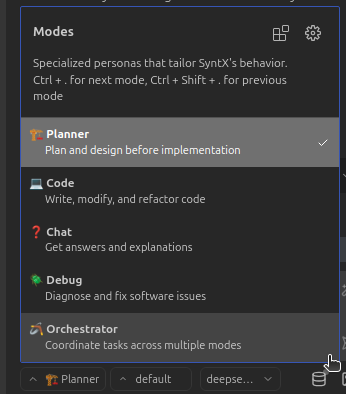 Modes
Specialized personas that tailor SyntX's behavior.
Ctrl + . for next mode, Ctrl + Shift + . for previous
mode
Planner
Plan and design before implementation
Code
Write, modify, and refactor code
Chat
Get answers and explanations
Debug
Diagnose and fix software issues
Orchestrator
Coordinate tasks across multiple modes
Planner default deepse...